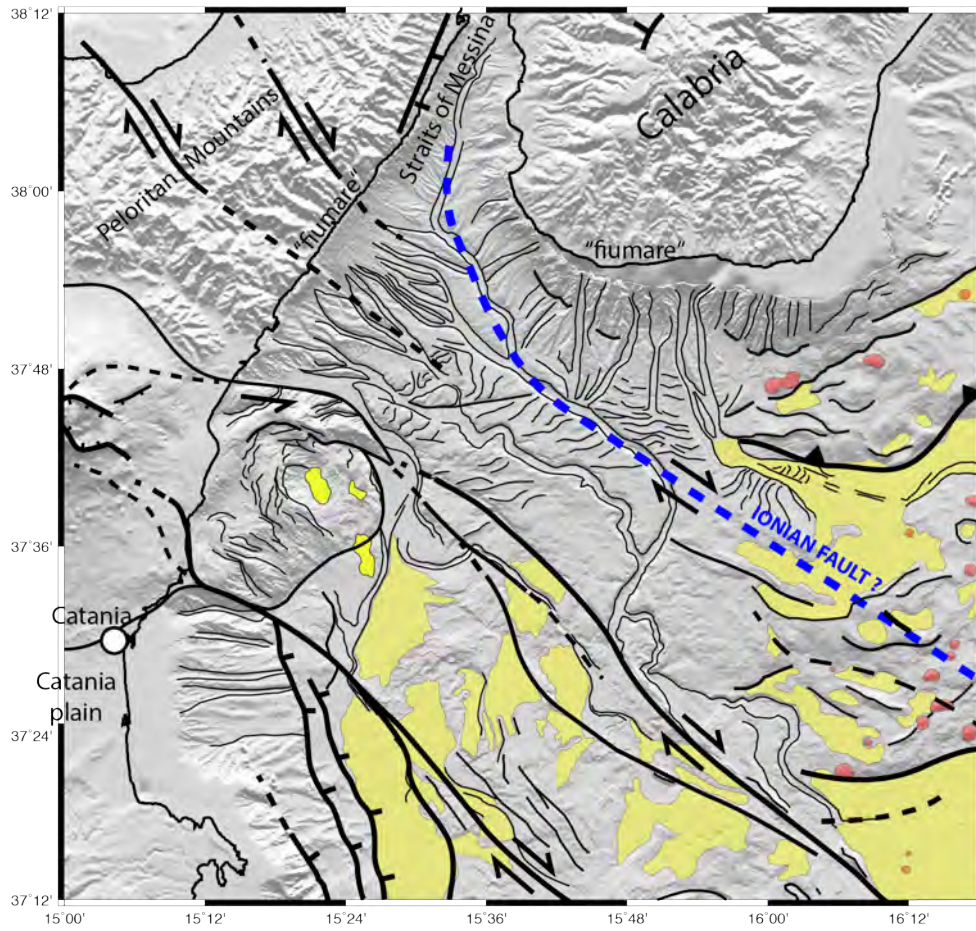 38˚12'
38˚00'
37˚48'
37˚36'
37˚24'
37˚12'
15˚00'
15˚12'
15˚24'
15˚36'
15˚48'
16˚00'
16˚12'
Peloritan Mountains
"fiumare"
Straits of Messina
Calabria
"fiumare"
IONIAN FAULT ?
Catania
Catania
plain